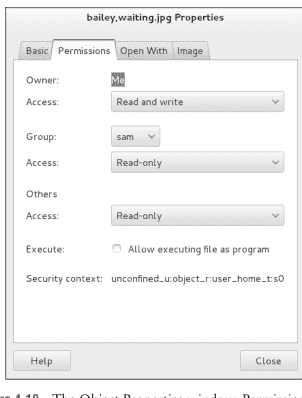 bailey,waiting.jpg Properties
Basic Permissions Open With Image
Owner: Me
Access: Read and write
Group: sam
Access: Read-only
Others
Access: Read-only
Execute: Allow executing file as program
Security context: unconfined_u:object_r:user_home_t:s0
Help Close
The Object Properties window, Permissio